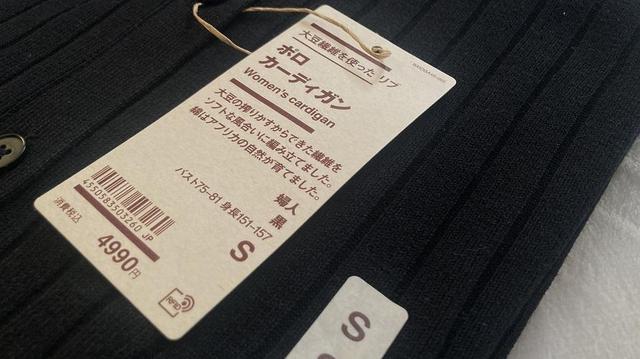 大豆繊維を使った リブ
ポロ
カーディガン
Women's cardigan
大豆の搾りかすからできた繊維を
ソフトな風合いに編み立てました。
綿はアフリカの自然が育てました。
婦人
黒
バスト75-81 身長151-157
S
4550583503260 JP
消費税込
4990円
RFID
S